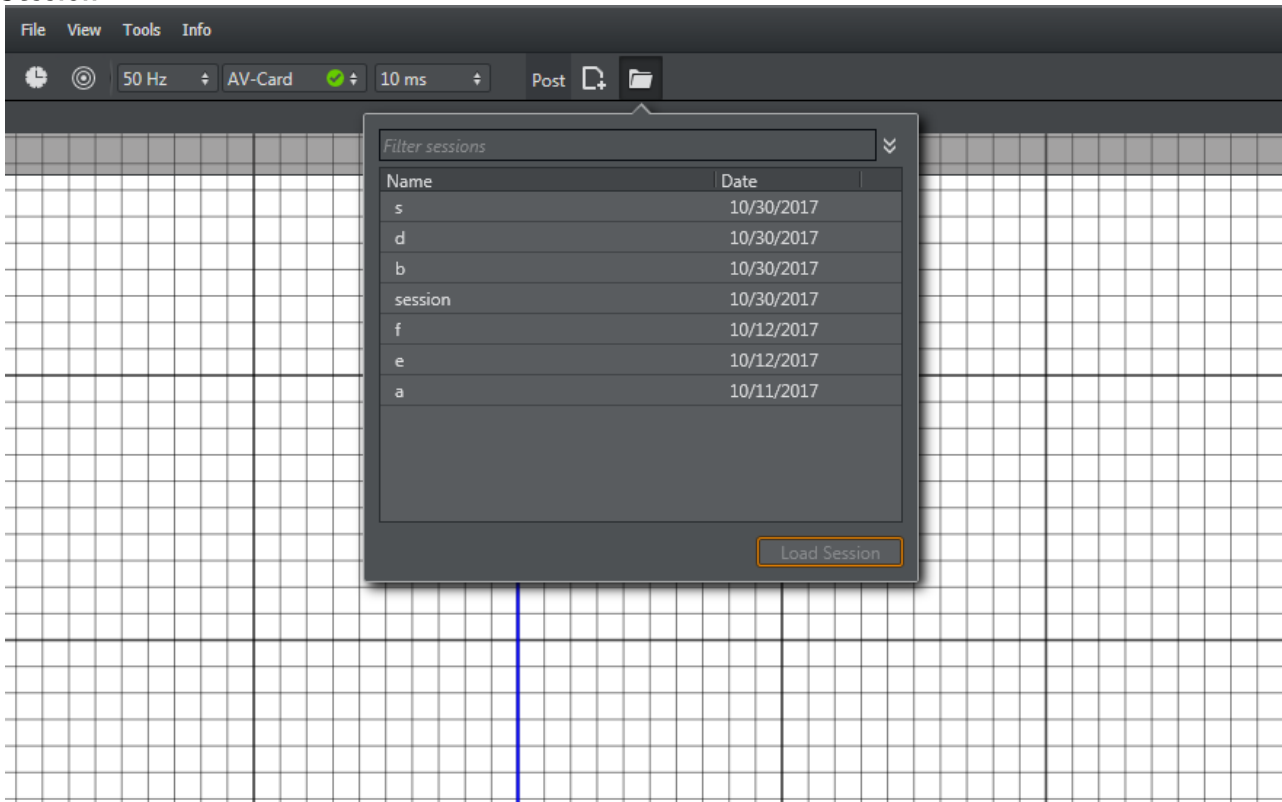 File View Tools Info
50 Hz AV-Card 10 ms Post
Filter sessions
Name Date
s 10/30/2017
d 10/30/2017
b 10/30/2017
session 10/30/2017
f 10/12/2017
e 10/12/2017
a 10/11/2017
Load Session